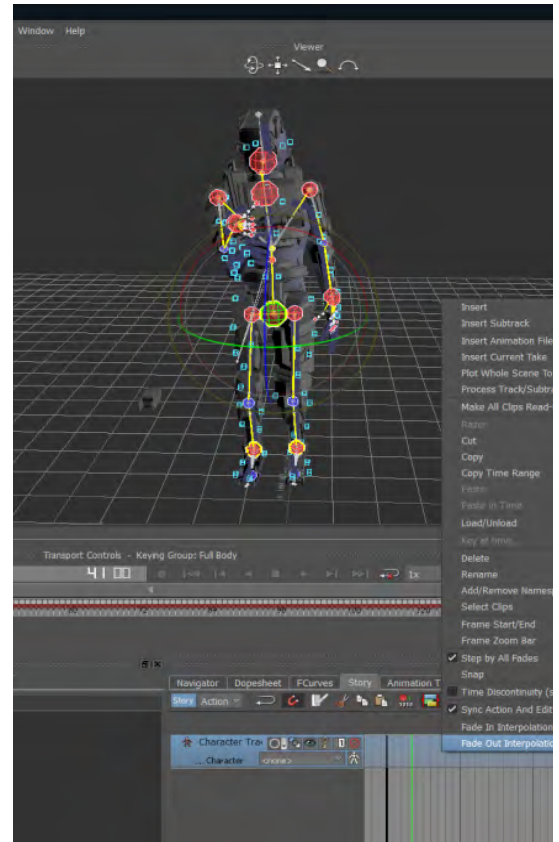 Window Help
Viewer
Insert
Insert Subtrack
Insert Animation File
Insert Current Take
Plot Whole Scene To
Process Track/Subtra
Make All Clips Read-
Razor
Cut
Copy
Copy Time Range
Paste
Paste in Time
Load/Unload
Key at time...
Delete
Rename
Add/Remove Namesp
Select Clips
Frame Start/End
Frame Zoom Bar
Step by All Fades
Snap
Time Discontinuity (s
Sync Action And Edit
Fade In Interpolation
Fade Out Interpolatio
Transport Controls - Keying Group: Full Body
41
1x
Navigator Dopesheet FCurves Story Animation T
Story Action
Character Tra
... Character <none>